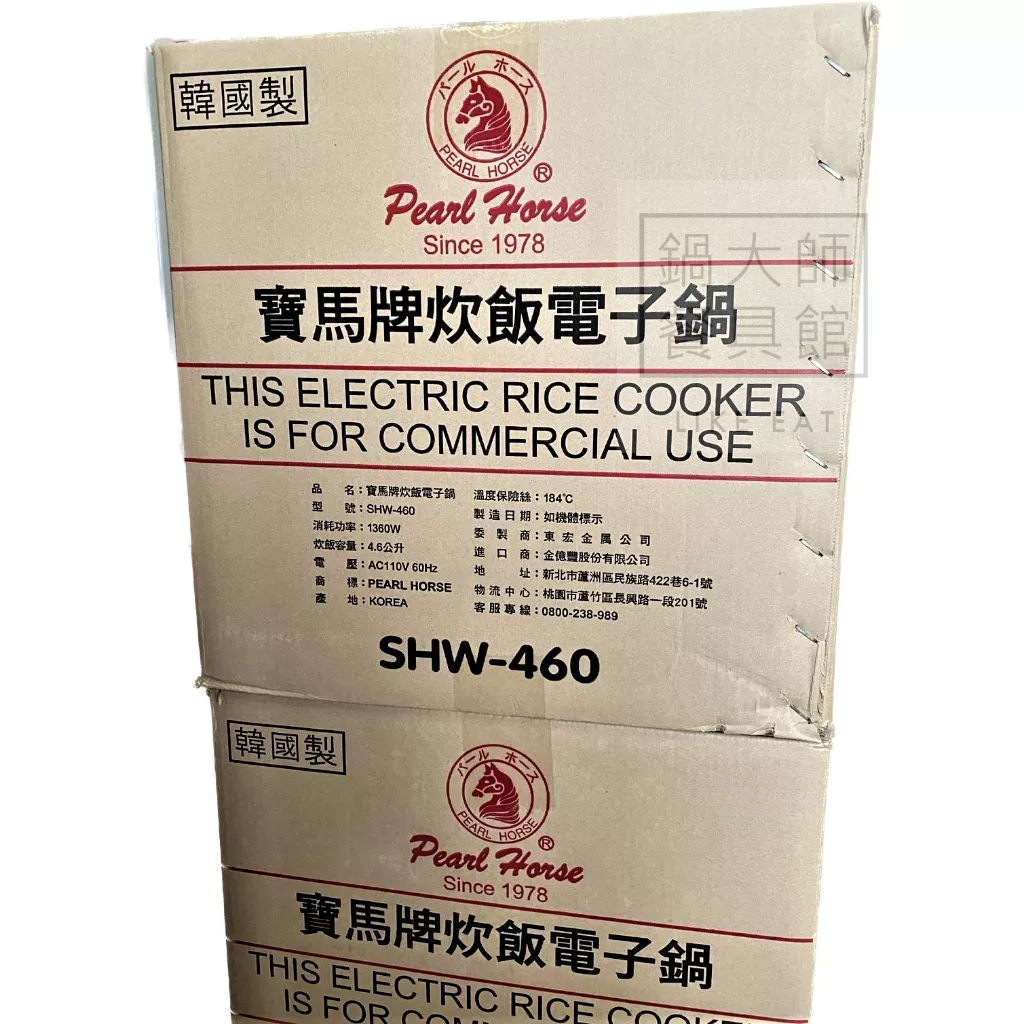 韓國製
パール ホース
PEARL HORSE
®
Pearl Horse
Since 1978
寶馬牌炊飯電子鍋
THIS ELECTRIC RICE COOKER
IS FOR COMMERCIAL USE
品 名：寶馬牌炊飯電子鍋
型 號：SHW-460
消耗功率：1360W
炊飯容量：4.6公升
電 壓：AC110V 60Hz
商 標：PEARL HORSE
產 地：KOREA
溫度保險絲：184℃
製造日期：如機體標示
委 製 商：東宏金属公司
進 口 商：金億豐股份有限公司
地 址：新北市蘆洲區民族路422巷6-1號
物流中心：桃園市蘆竹區長興路一段201號
客服專線：0800-238-989
SHW-460
鍋大師
餐具館
LIKE EAT
韓國製
パール ホース
PEARL HORSE
®
Pearl Horse
Since 1978
寶馬牌炊飯電子鍋
THIS ELECTRIC RICE COOKER
IS FOR COMMERCIAL